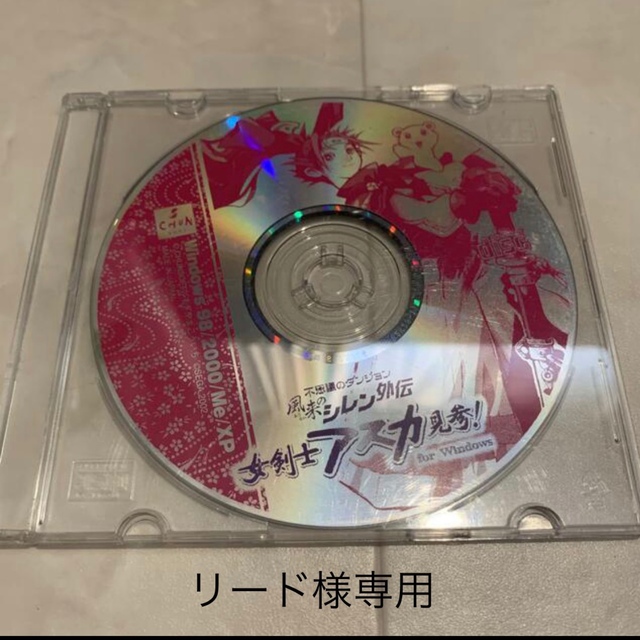 CHUN
Windows 98/2000/Me/XP
不思議のダンジョン
風来のシレン外伝
女剣士アスカ見参!
for Windows
リード様専用